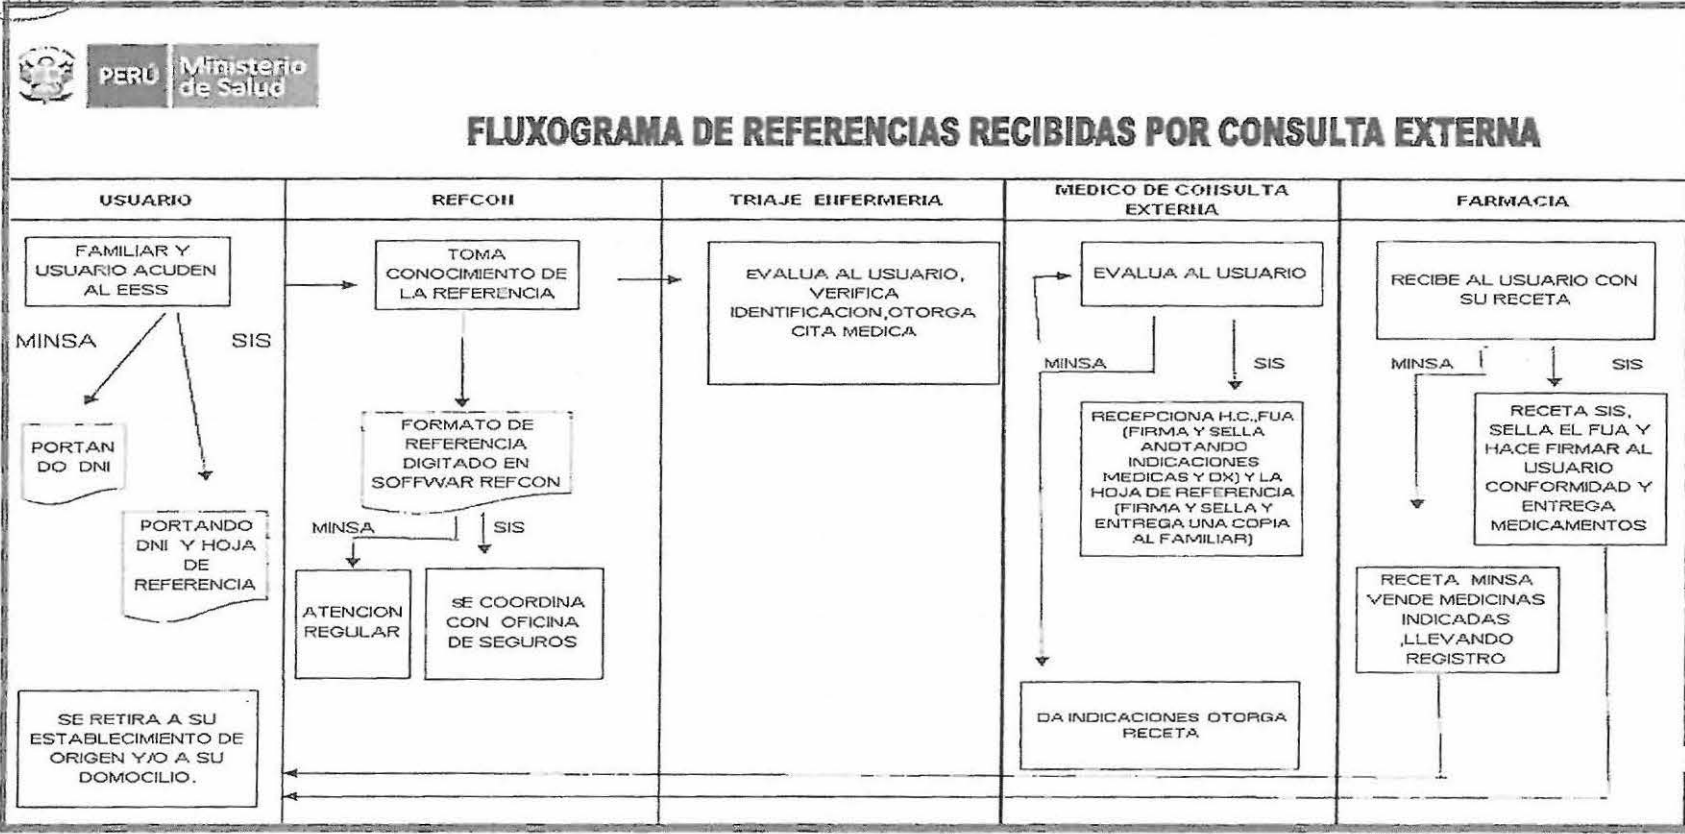 PERÚ
Ministerio
de Salud
FLUXOGRAMA DE REFERENCIAS RECIBIDAS POR CONSULTA EXTERNA
USUARIO
REFCON
TRIAJE ENFERMERIA
MEDICO DE CONSULTA
EXTERNA
FARMACIA
FAMILIAR Y
USUARIO ACUDEN
AL EESS
MINSA
SIS
PORTAN
DO DNI
PORTANDO
DNI Y HOJA
DE
REFERENCIA
SE RETIRA A SU
ESTABLECIMIENTO DE
ORIGEN Y/O A SU
DOMOCILIO.
TOMA
CONOCIMIENTO DE
LA REFERENCIA
FORMATO DE
REFERENCIA
DIGITADO EN
SOFFWAR REFCON
MINSA
SIS
ATENCION
REGULAR
SE COORDINA
CON OFICINA
DE SEGUROS
EVALUA AL USUARIO,
VERIFICA
IDENTIFICACION,OTORGA
CITA MEDICA
EVALUA AL USUARIO
MINSA
SIS
RECEPCIONA H.C.,FUA
(FIRMA Y SELLA
ANOTANDO
INDICACIONES
MEDICAS Y DX) Y LA
HOJA DE REFERENCIA
(FIRMA Y SELLA Y
ENTREGA UNA COPIA
AL FAMILIAR)
DA INDICACIONES OTORGA
RECETA
RECIBE AL USUARIO CON
SU RECETA
MINSA
SIS
RECETA SIS,
SELLA EL FUA Y
HACE FIRMAR AL
USUARIO
CONFORMIDAD Y
ENTREGA
MEDICAMENTOS
RECETA MINSA
VENDE MEDICINAS
INDICADAS
,LLEVANDO
REGISTRO